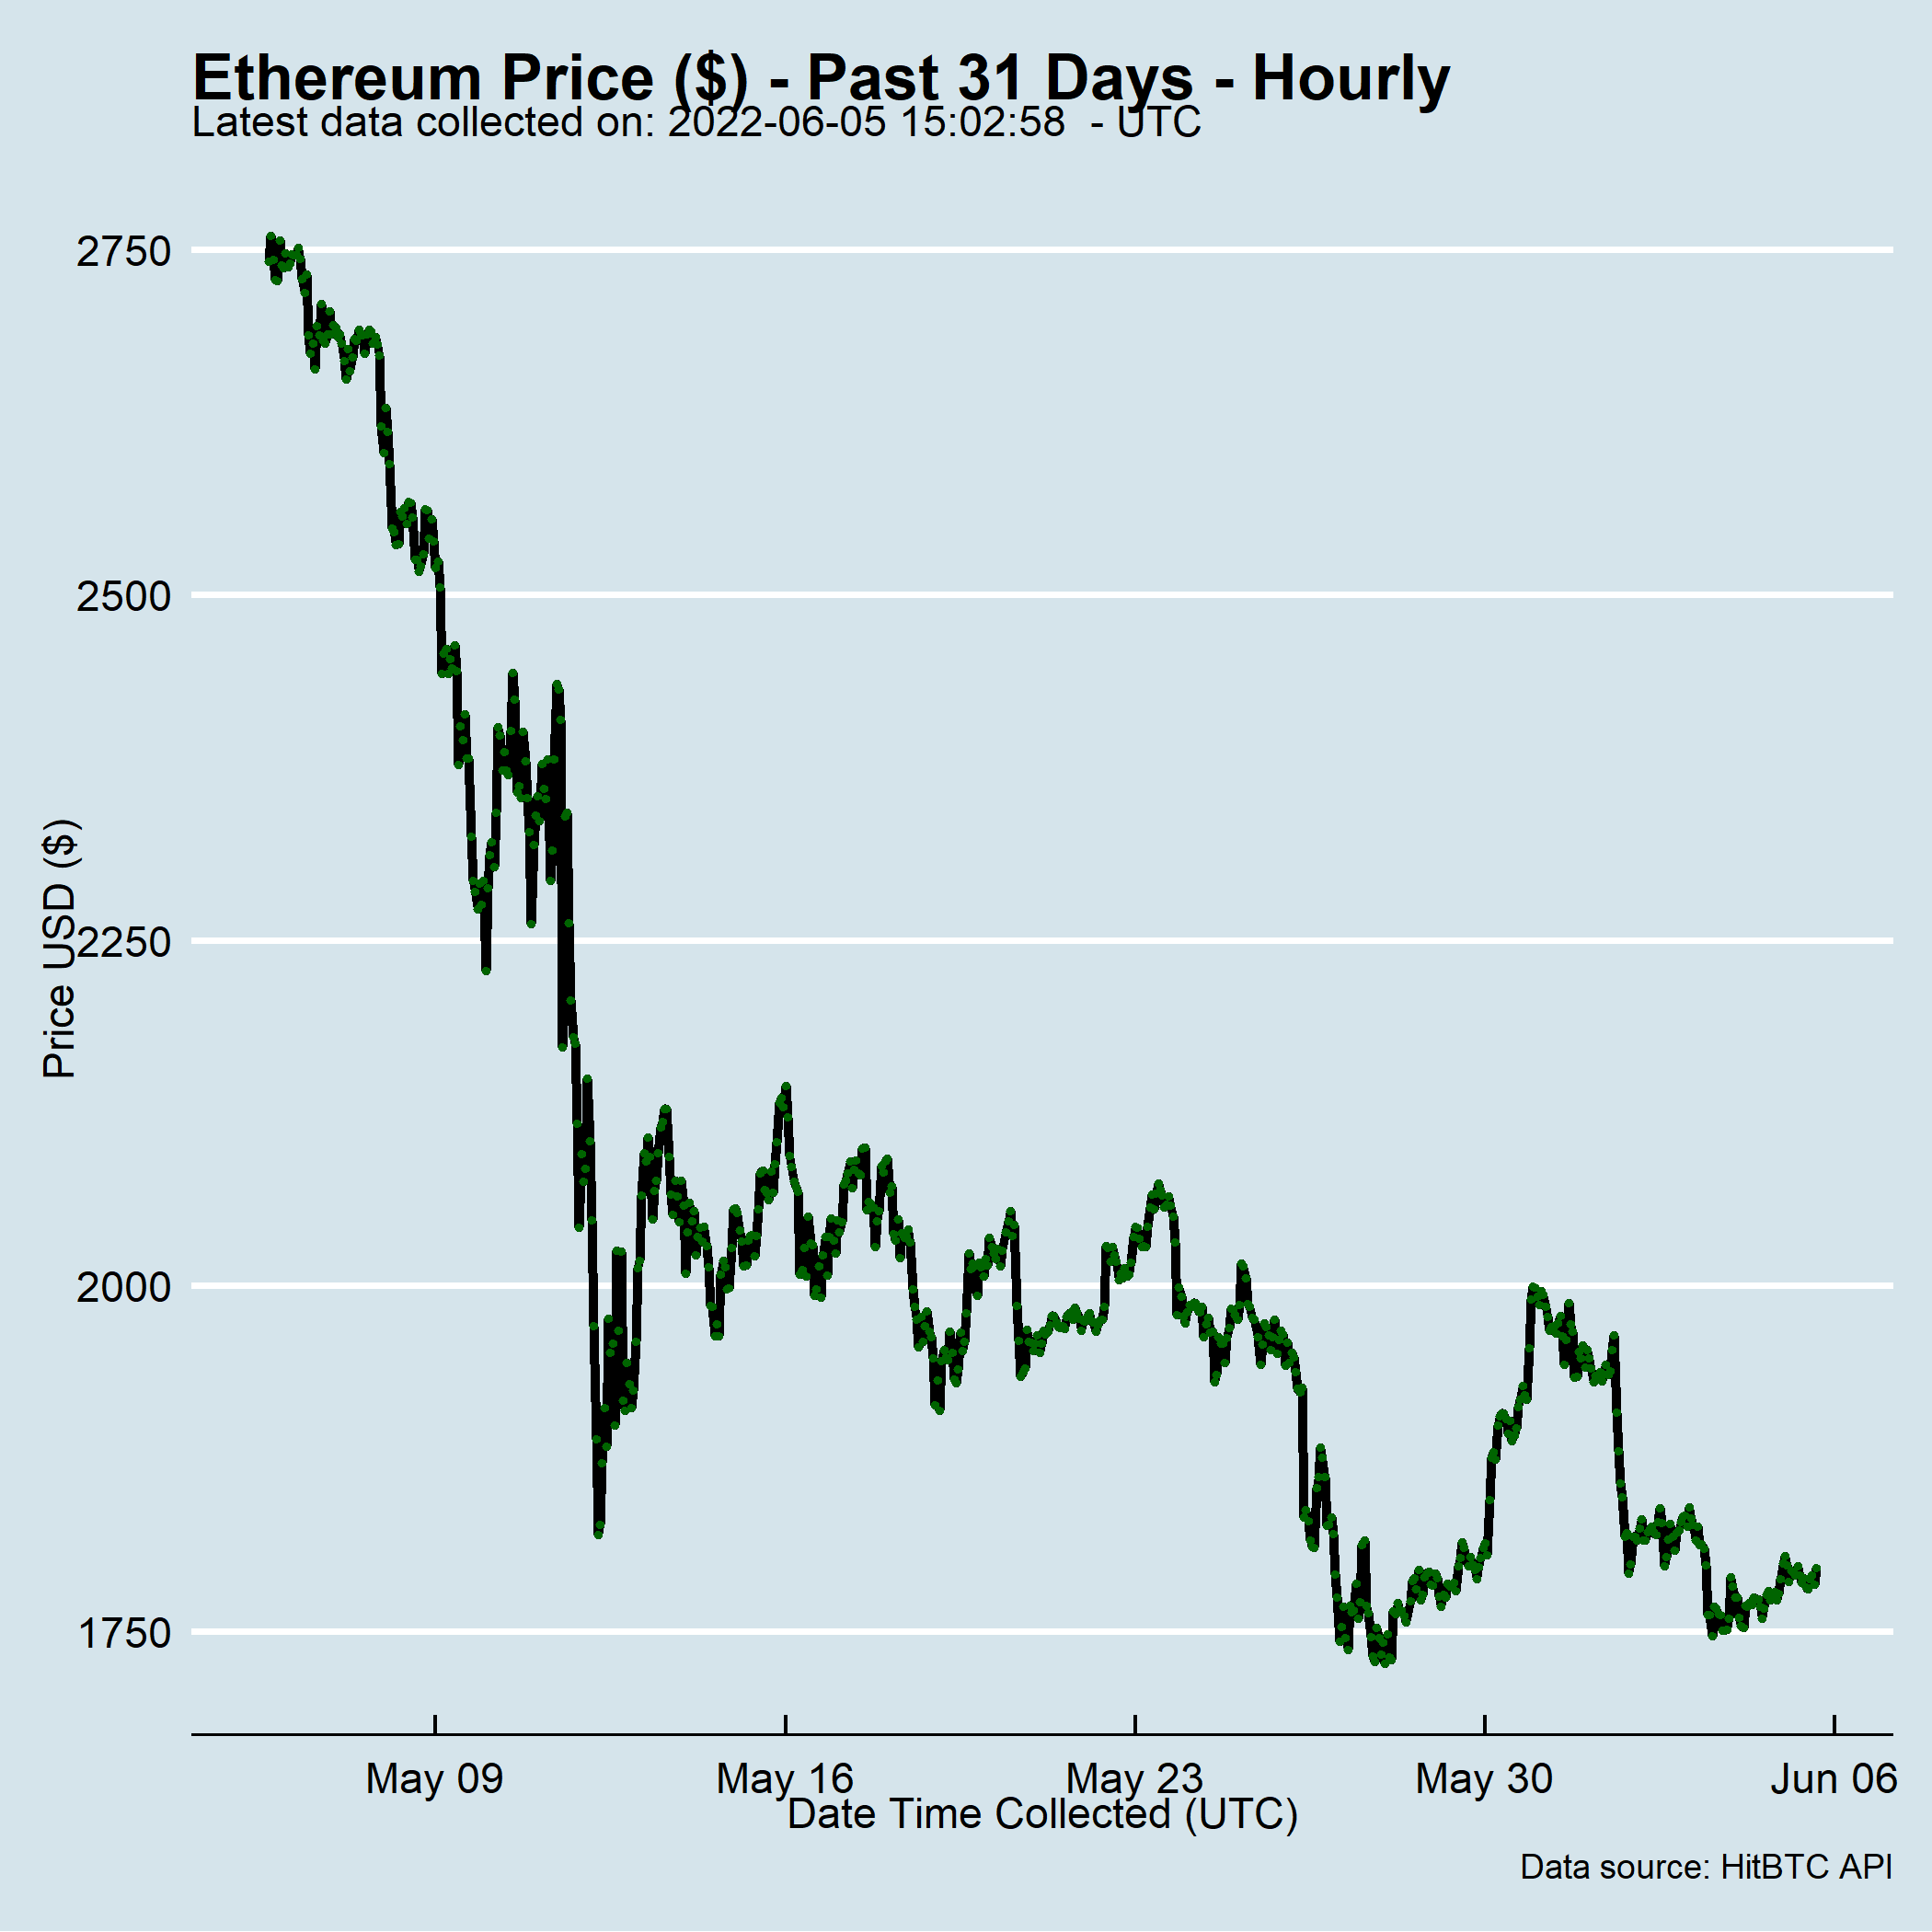 Ethereum Price ($) - Past 31 Days - Hourly
Latest data collected on: 2022-06-05 15:02:58  - UTC
2750
2500
2250
2000
1750
Price USD ($)
May 09
May 16
May 23
May 30
Jun 06
Date Time Collected (UTC)
Data source: HitBTC API